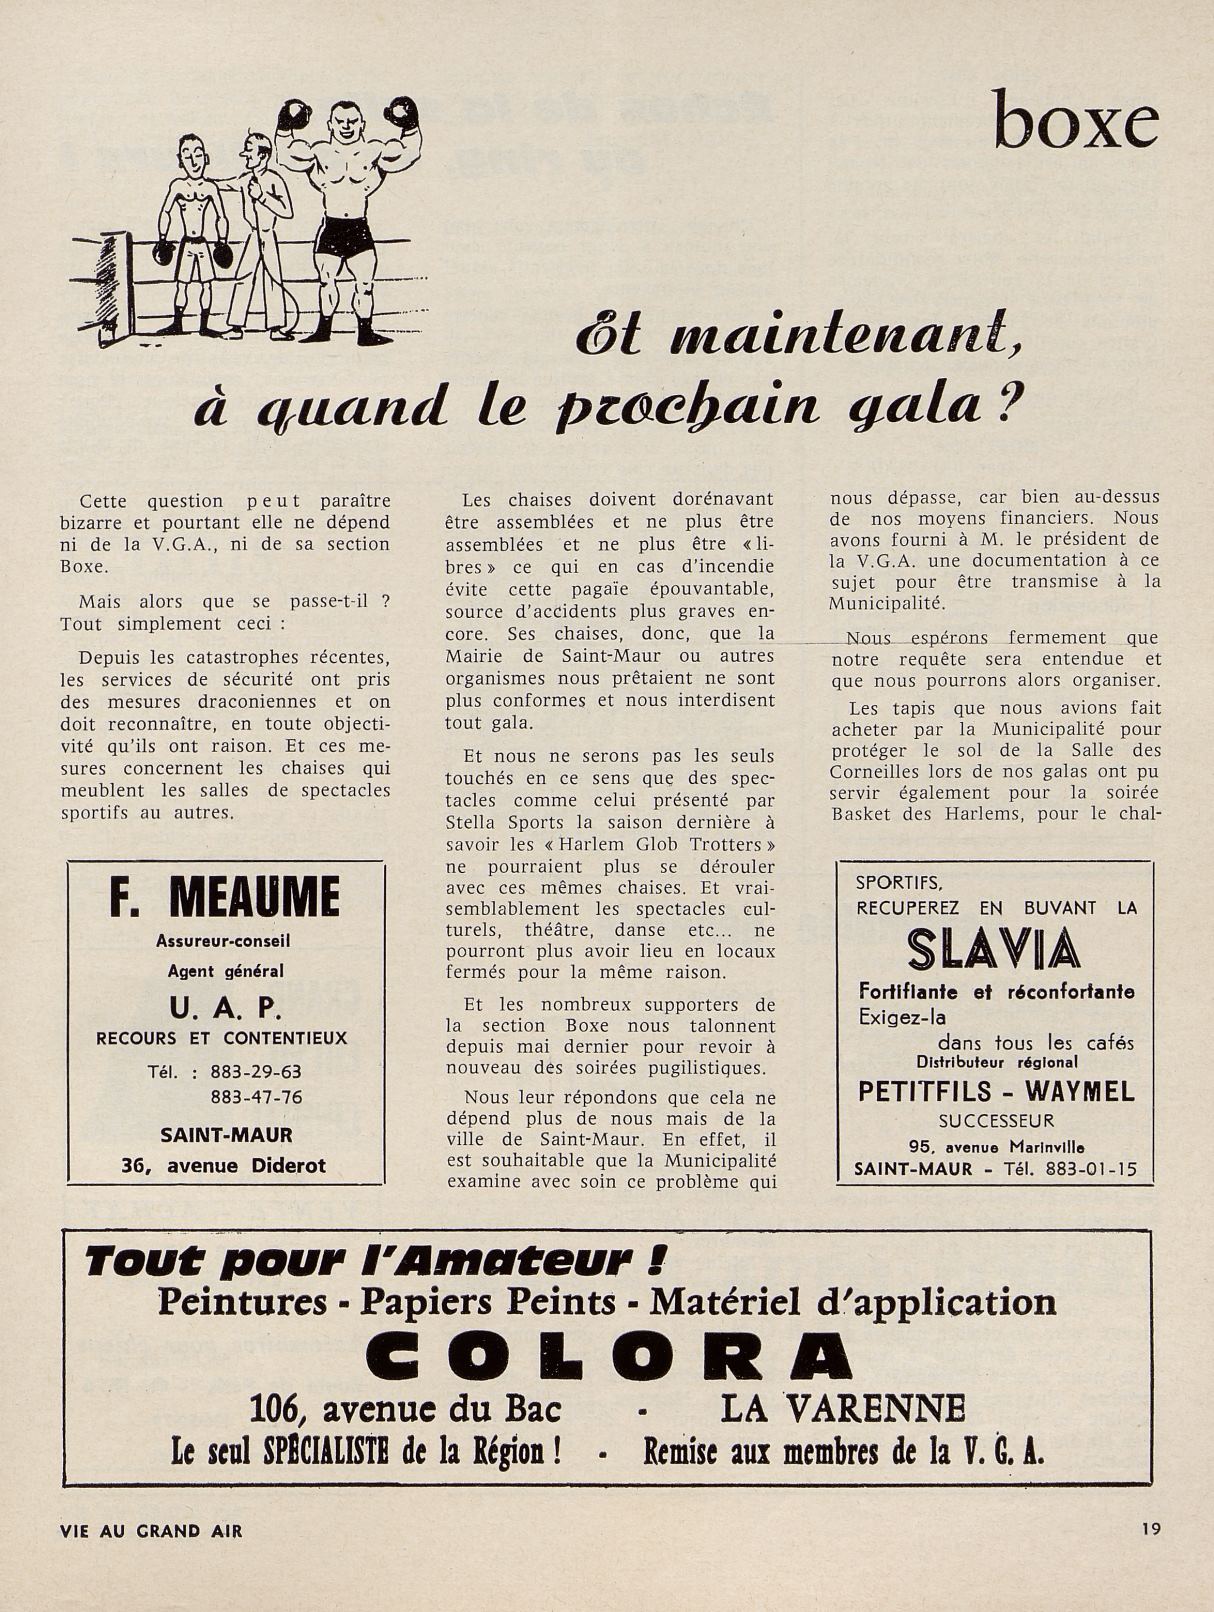 boxe
Et maintenant,
à quand le prochain gala ?
Cette question peut paraître
bizarre et pourtant elle ne dépend
ni de la V.G.A., ni de sa section
Boxe.
Mais alors que se passe-t-il ?
Tout simplement ceci :
Depuis les catastrophes récentes,
les services de sécurité ont pris
des mesures draconiennes et on
doit reconnaître, en toute objecti-
vité qu'ils ont raison. Et ces me-
sures concernent les chaises qui
meublent les salles de spectacles
sportifs au autres.
Les chaises doivent dorénavant
être assemblées et ne plus être
assemblées et ne plus être « li-
bres » ce qui en cas d'incendie
évite cette pagaïe épouvantable,
source d'accidents plus graves en-
core. Ses chaises, donc, que la
Mairie de Saint-Maur ou autres
organismes nous prêtaient ne sont
plus conformes et nous interdisent
tout gala.
Et nous ne serons pas les seuls
touchés en ce sens que des spec-
tacles comme celui présenté par
Stella Sports la saison dernière à
savoir les « Harlem Glob Trotters »
ne pourraient plus se dérouler
avec ces mêmes chaises. Et vrai-
semblablement les spectacles cul-
turels, théâtre, danse etc... ne
pourront plus avoir lieu en locaux
fermés pour la même raison.
Et les nombreux supporters de
la section Boxe nous talonnent
depuis mai dernier pour revoir à
nouveau des soirées pugilistiques.
Nous leur répondons que cela ne
dépend plus de nous mais de la
ville de Saint-Maur. En effet, il
est souhaitable que la Municipalité
examine avec soin ce problème qui
nous dépasse, car bien au-dessus
de nos moyens financiers. Nous
avons fourni à M. le président de
la V.G.A. une documentation à ce
sujet pour être transmise à la
Municipalité.
Nous espérons fermement que
notre requête sera entendue et
que nous pourrons alors organiser.
Les tapis que nous avions fait
acheter par la Municipalité pour
protéger le sol de la Salle des
Corneilles lors de nos galas ont pu
servir également pour la soirée
Basket des Harlems, pour le chal-
F. MEAUME
Assureur-conseil
Agent général
U. A. P.
RECOURS ET CONTENTIEUX
Tél. : 883-29-63
883-47-76
SAINT-MAUR
36, avenue Diderot
SPORTIFS,
RECUPEREZ EN BUVANT LA
SLAVIA
Fortifiante et réconfortante
Exigez-la
dans tous les cafés
Distributeur régional
PETITFILS - WAYMEL
SUCCESSEUR
95, avenue Marinville
SAINT-MAUR - Tél. 883-01-15
Tout pour l'Amateur !
Peintures - Papiers Peints - Matériel d'application
COLORA
106, avenue du Bac - LA VARENNE
Le seul SPÉCIALISTE de la Région ! - Remise aux membres de la V. G. A.
VIE AU GRAND AIR 19